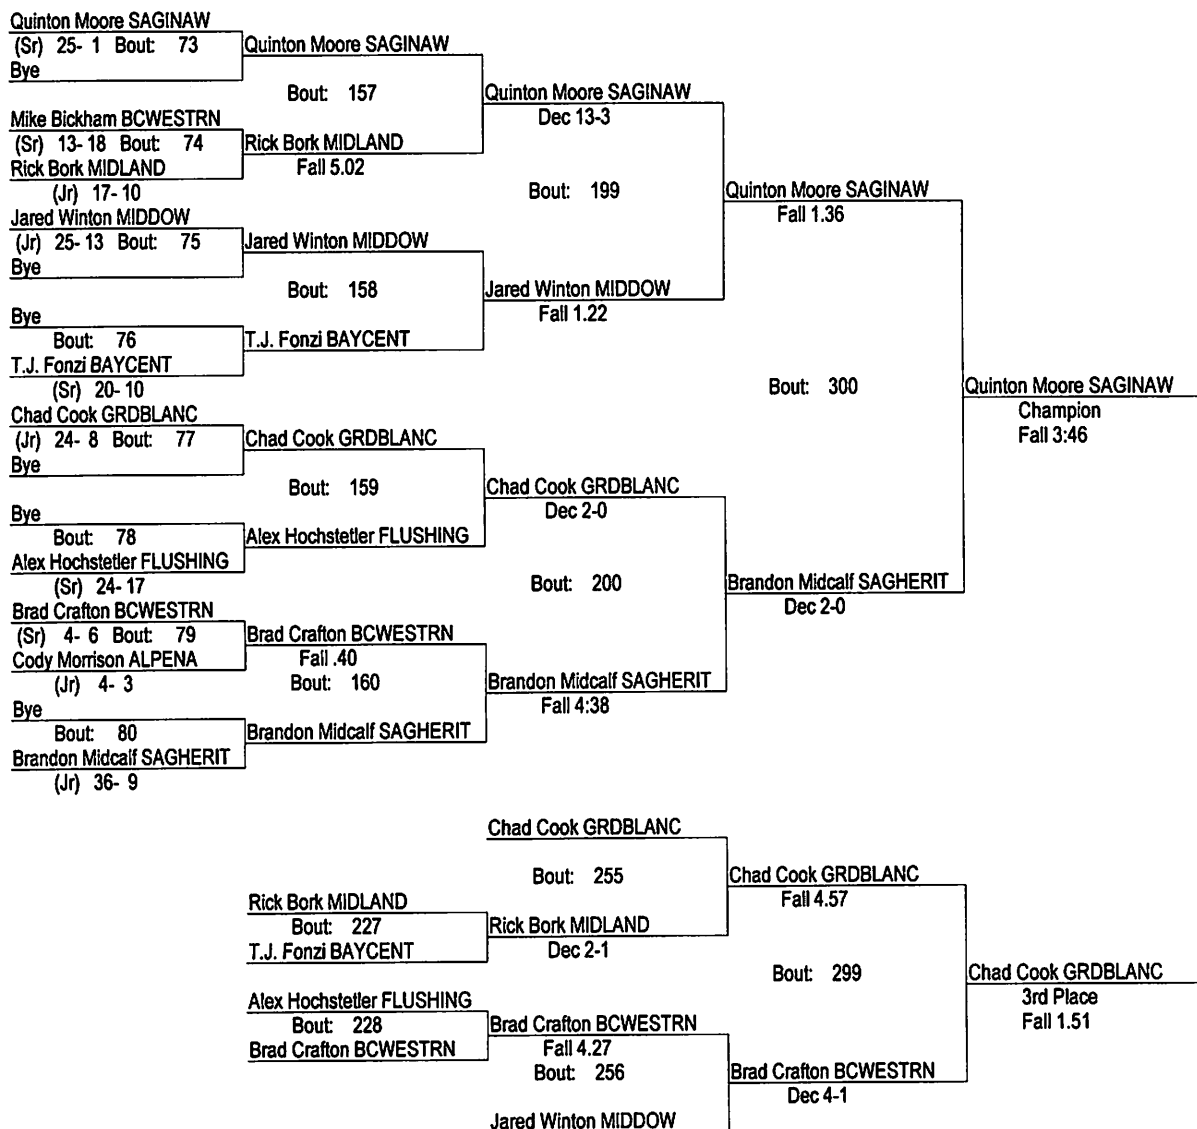 Quinton Moore SAGINAW
(Sr) 25- 1 Bout: 73
Bye
Mike Bickham BCWESTRN
(Sr) 13- 18 Bout: 74
Rick Bork MIDLAND
(Jr) 17- 10
Jared Winton MIDDOW
(Jr) 25- 13 Bout: 75
Bye
Bye
Bout: 76
T.J. Fonzi BAYCENT
(Sr) 20- 10
Chad Cook GRDBLANC
(Jr) 24- 8 Bout: 77
Bye
Bye
Bout: 78
Alex Hochstetler FLUSHING
(Sr) 24- 17
Brad Crafton BCWESTRN
(Sr) 4- 6 Bout: 79
Cody Morrison ALPENA
(Jr) 4- 3
Bye
Bout: 80
Brandon Midcalf SAGHERIT
(Jr) 36- 9
Quinton Moore SAGINAW
Bout: 157
Rick Bork MIDLAND
Fall 5.02
Jared Winton MIDDOW
Bout: 158
T.J. Fonzi BAYCENT
Chad Cook GRDBLANC
Bout: 159
Alex Hochstetler FLUSHING
Brad Crafton BCWESTRN
Fall .40
Bout: 160
Brandon Midcalf SAGHERIT
Quinton Moore SAGINAW
Dec 13-3
Bout: 199
Jared Winton MIDDOW
Fall 1.22
Chad Cook GRDBLANC
Dec 2-0
Bout: 200
Brandon Midcalf SAGHERIT
Fall 4:38
Quinton Moore SAGINAW
Fall 1.36
Bout: 300
Brandon Midcalf SAGHERIT
Dec 2-0
Quinton Moore SAGINAW
Champion
Fall 3:46
Rick Bork MIDLAND
Bout: 227
T.J. Fonzi BAYCENT
Alex Hochstetler FLUSHING
Bout: 228
Brad Crafton BCWESTRN
Chad Cook GRDBLANC
Bout: 255
Rick Bork MIDLAND
Dec 2-1
Brad Crafton BCWESTRN
Fall 4.27
Bout: 256
Jared Winton MIDDOW
Chad Cook GRDBLANC
Fall 4.57
Bout: 299
Brad Crafton BCWESTRN
Dec 4-1
Chad Cook GRDBLANC
3rd Place
Fall 1.51